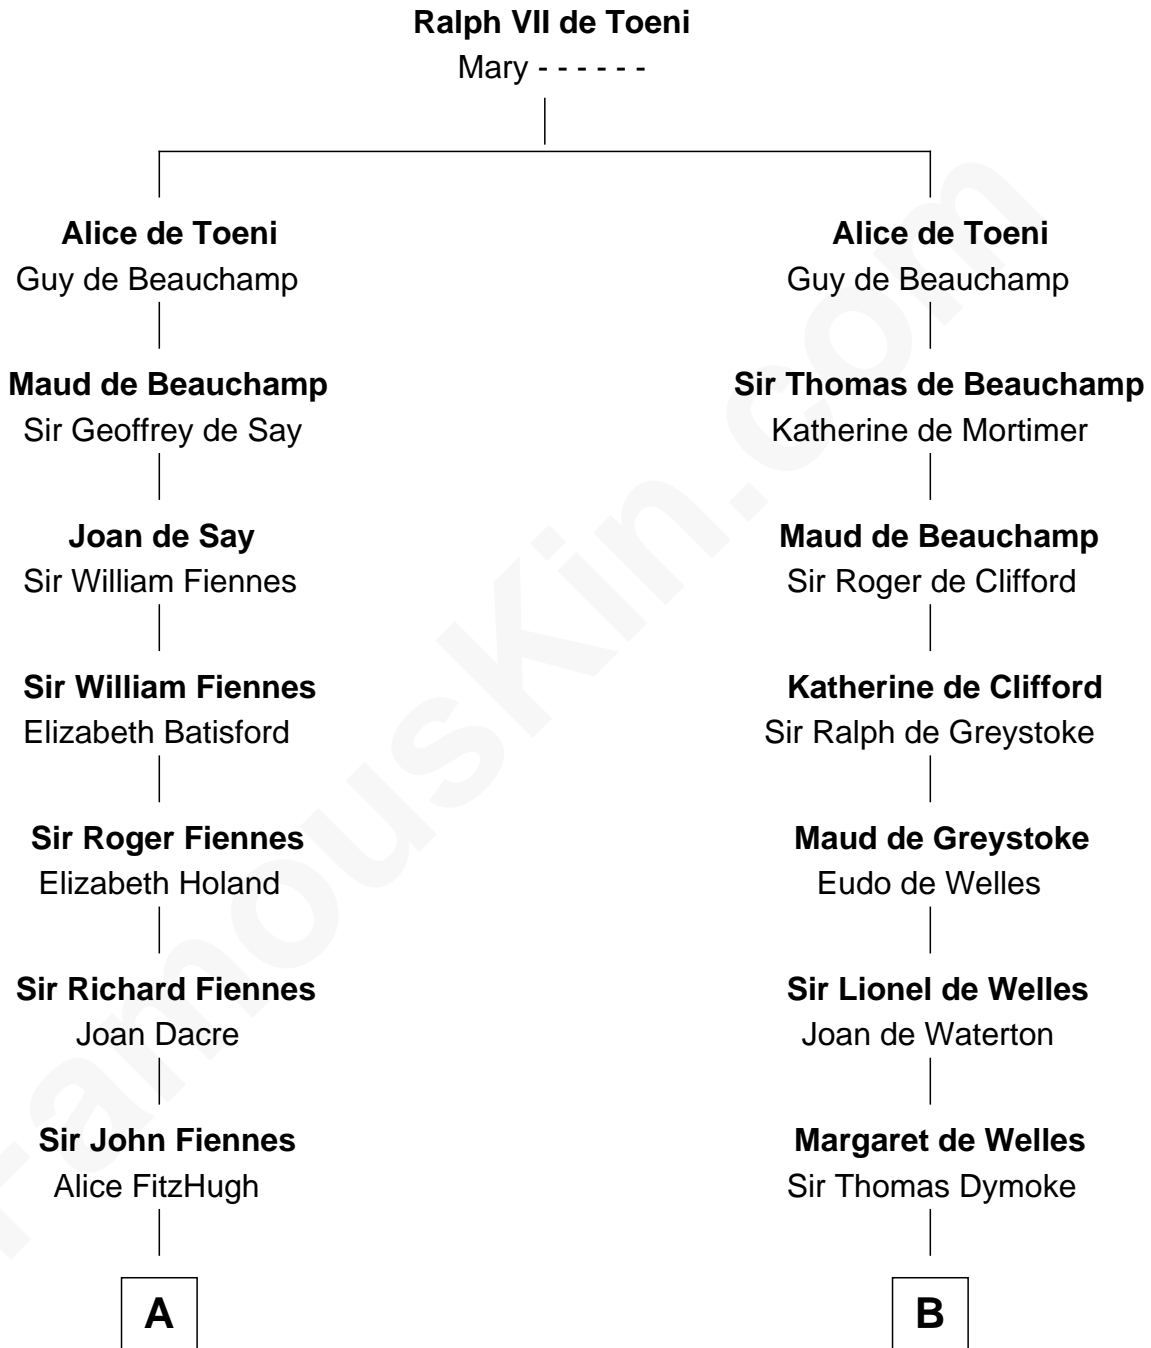 Ralph VII de Toeni
Mary - - - - - -
Alice de Toeni
Guy de Beauchamp
Maud de Beauchamp
Sir Geoffrey de Say
Joan de Say
Sir William Fiennes
Sir William Fiennes
Elizabeth Batisford
Sir Roger Fiennes
Elizabeth Holand
Sir Richard Fiennes
Joan Dacre
Sir John Fiennes
Alice FitzHugh
A
Alice de Toeni
Guy de Beauchamp
Sir Thomas de Beauchamp
Katherine de Mortimer
Maud de Beauchamp
Sir Roger de Clifford
Katherine de Clifford
Sir Ralph de Greystoke
Maud de Greystoke
Eudo de Welles
Sir Lionel de Welles
Joan de Waterton
Margaret de Welles
Sir Thomas Dymoke
B
FamousKin.com